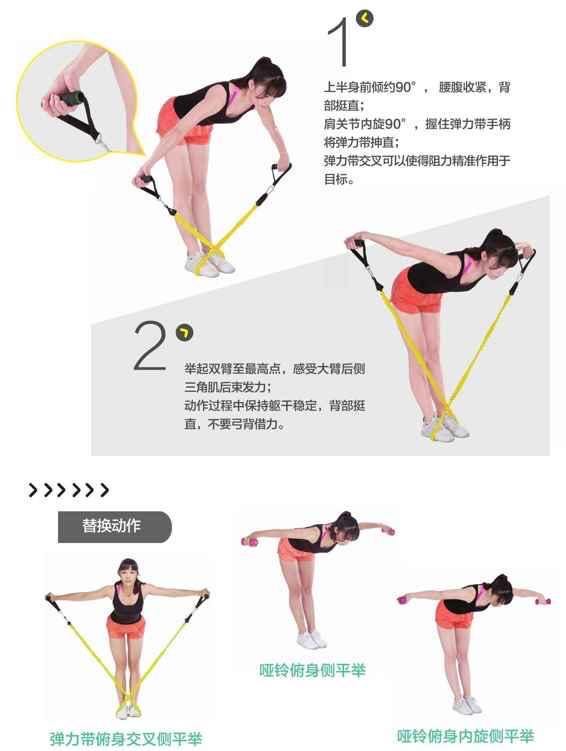 1
上半身前倾约90°，腰腹收紧，背
部挺直；
肩关节内旋90°，握住弹力带手柄
将弹力带抻直；
弹力带交叉可以使得阻力精准作用于
目标。
2
举起双臂至最高点，感受大臂后侧
三角肌后束发力；
动作过程中保持躯干稳定，背部挺
直，不要弓背借力。
替换动作
弹力带俯身交叉侧平举
哑铃俯身侧平举
哑铃俯身内旋侧平举